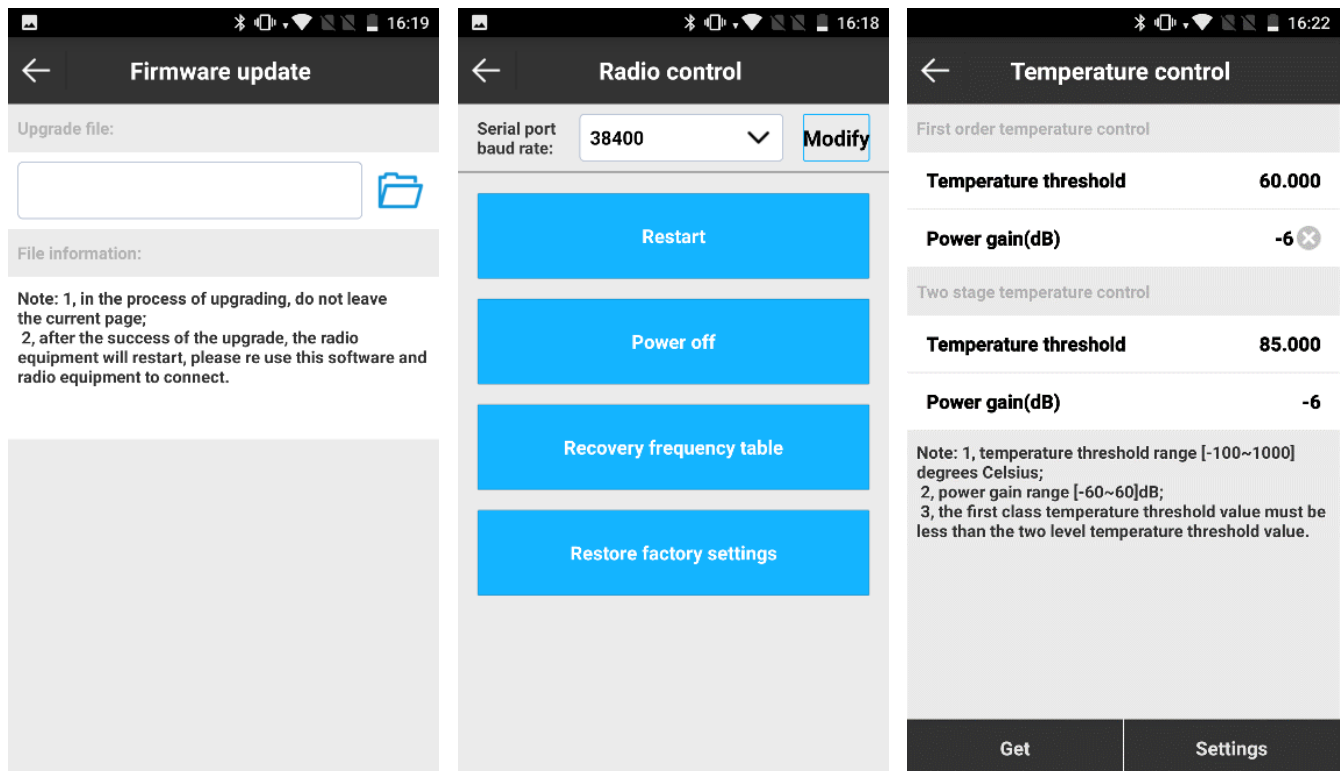 16:19
Firmware update
Upgrade file:
File information:
Note: 1, in the process of upgrading, do not leave
the current page;
2, after the success of the upgrade, the radio
equipment will restart, please re use this software and
radio equipment to connect.
16:18
Radio control
Serial port
baud rate:
38400
Modify
Restart
Power off
Recovery frequency table
Restore factory settings
16:22
Temperature control
First order temperature control
Temperature threshold 60.000
Power gain(dB) -6
Two stage temperature control
Temperature threshold 85.000
Power gain(dB) -6
Note: 1, temperature threshold range [-100~1000]
degrees Celsius;
2, power gain range [-60~60]dB;
3, the first class temperature threshold value must be
less than the two level temperature threshold value.
Get Settings